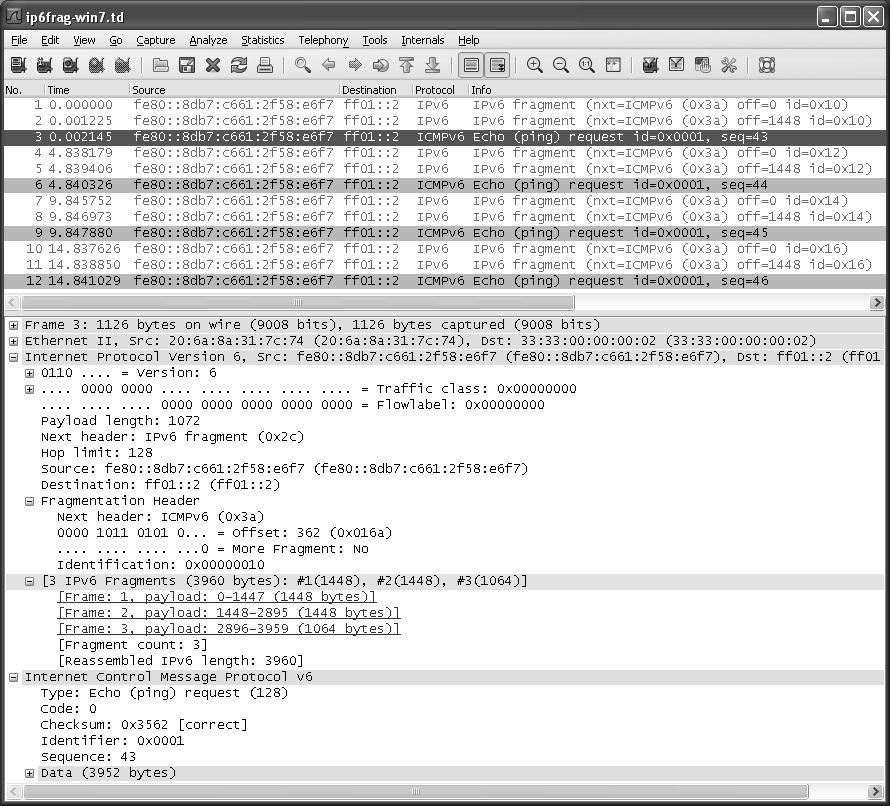 ip6frag-win7.td
File Edit View Go Capture Analyze Statistics Telephony Tools Internals Help
No. Time Source Destination Protocol Info
1 0.000000 fe80::8db7:c661:2f58:e6f7 ff01::2 IPv6 IPv6 fragment (nxt=ICMPv6 (0x3a) off=0 id=0x10)
2 0.001225 fe80::8db7:c661:2f58:e6f7 ff01::2 IPv6 IPv6 fragment (nxt=ICMPv6 (0x3a) off=1448 id=0x10)
3 0.002145 fe80::8db7:c661:2f58:e6f7 ff01::2 ICMPv6 Echo (ping) request id=0x0001, seq=43
4 4.838179 fe80::8db7:c661:2f58:e6f7 ff01::2 IPv6 IPv6 fragment (nxt=ICMPv6 (0x3a) off=0 id=0x12)
5 4.839406 fe80::8db7:c661:2f58:e6f7 ff01::2 IPv6 IPv6 fragment (nxt=ICMPv6 (0x3a) off=1448 id=0x12)
6 4.840326 fe80::8db7:c661:2f58:e6f7 ff01::2 ICMPv6 Echo (ping) request id=0x0001, seq=44
7 9.845752 fe80::8db7:c661:2f58:e6f7 ff01::2 IPv6 IPv6 fragment (nxt=ICMPv6 (0x3a) off=0 id=0x14)
8 9.846973 fe80::8db7:c661:2f58:e6f7 ff01::2 IPv6 IPv6 fragment (nxt=ICMPv6 (0x3a) off=1448 id=0x14)
9 9.847880 fe80::8db7:c661:2f58:e6f7 ff01::2 ICMPv6 Echo (ping) request id=0x0001, seq=45
10 14.837626 fe80::8db7:c661:2f58:e6f7 ff01::2 IPv6 IPv6 fragment (nxt=ICMPv6 (0x3a) off=0 id=0x16)
11 14.838850 fe80::8db7:c661:2f58:e6f7 ff01::2 IPv6 IPv6 fragment (nxt=ICMPv6 (0x3a) off=1448 id=0x16)
12 14.841029 fe80::8db7:c661:2f58:e6f7 ff01::2 ICMPv6 Echo (ping) request id=0x0001, seq=46
Frame 3: 1126 bytes on wire (9008 bits), 1126 bytes captured (9008 bits)
Ethernet II, Src: 20:6a:8a:31:7c:74 (20:6a:8a:31:7c:74), Dst: 33:33:00:00:00:02 (33:33:00:00:00:02)
Internet Protocol Version 6, Src: fe80::8db7:c661:2f58:e6f7 (fe80::8db7:c661:2f58:e6f7), Dst: ff01::2 (ff01
0110 .... = Version: 6
.... 0000 0000 .... .... .... .... .... = Traffic class: 0x00000000
.... .... .... 0000 0000 0000 0000 0000 = Flowlabel: 0x00000000
Payload length: 1072
Next header: IPv6 fragment (0x2c)
Hop limit: 128
Source: fe80::8db7:c661:2f58:e6f7 (fe80::8db7:c661:2f58:e6f7)
Destination: ff01::2 (ff01::2)
Fragmentation Header
Next header: ICMPv6 (0x3a)
0000 1011 0101 0... = Offset: 362 (0x016a)
.... .... .... ...0 = More Fragment: No
Identification: 0x00000010
[3 IPv6 Fragments (3960 bytes): #1(1448), #2(1448), #3(1064)]
[Frame: 1, payload: 0-1447 (1448 bytes)]
[Frame: 2, payload: 1448-2895 (1448 bytes)]
[Frame: 3, payload: 2896-3959 (1064 bytes)]
[Fragment count: 3]
[Reassembled IPv6 length: 3960]
Internet Control Message Protocol v6
Type: Echo (ping) request (128)
Code: 0
Checksum: 0x3562 [correct]
Identifier: 0x0001
Sequence: 43
Data (3952 bytes)